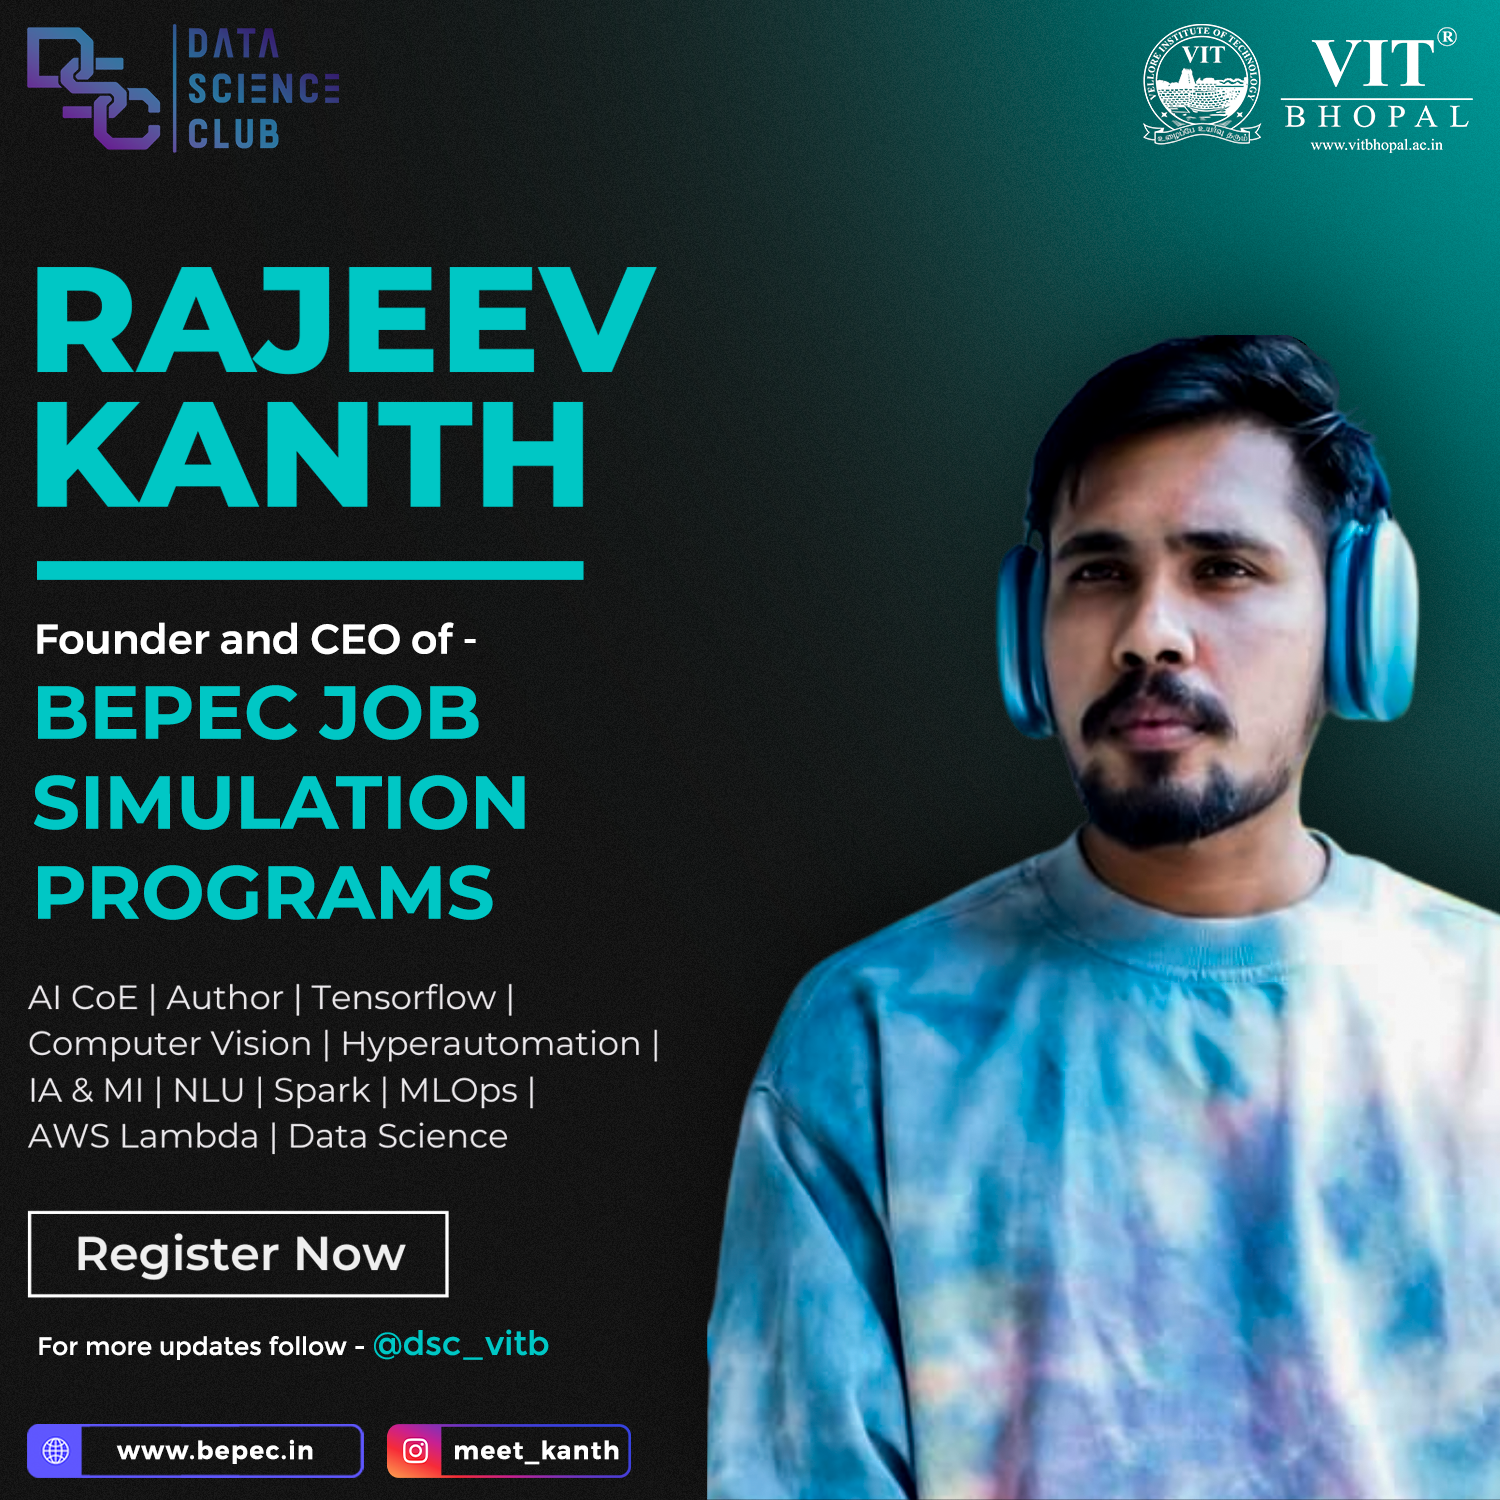 DATA
SCIENCE
CLUB
VELLORE INSTITUTE OF TECHNOLOGY
VIT
VIT®
BHOPAL
www.vitbhopal.ac.in
RAJEEV
KANTH
Founder and CEO of -
BEPEC JOB
SIMULATION
PROGRAMS
AI CoE | Author | Tensorflow |
Computer Vision | Hyperautomation |
IA & MI | NLU | Spark | MLOps |
AWS Lambda | Data Science
Register Now
For more updates follow - @dsc_vitb
www.bepec.in
meet_kanth